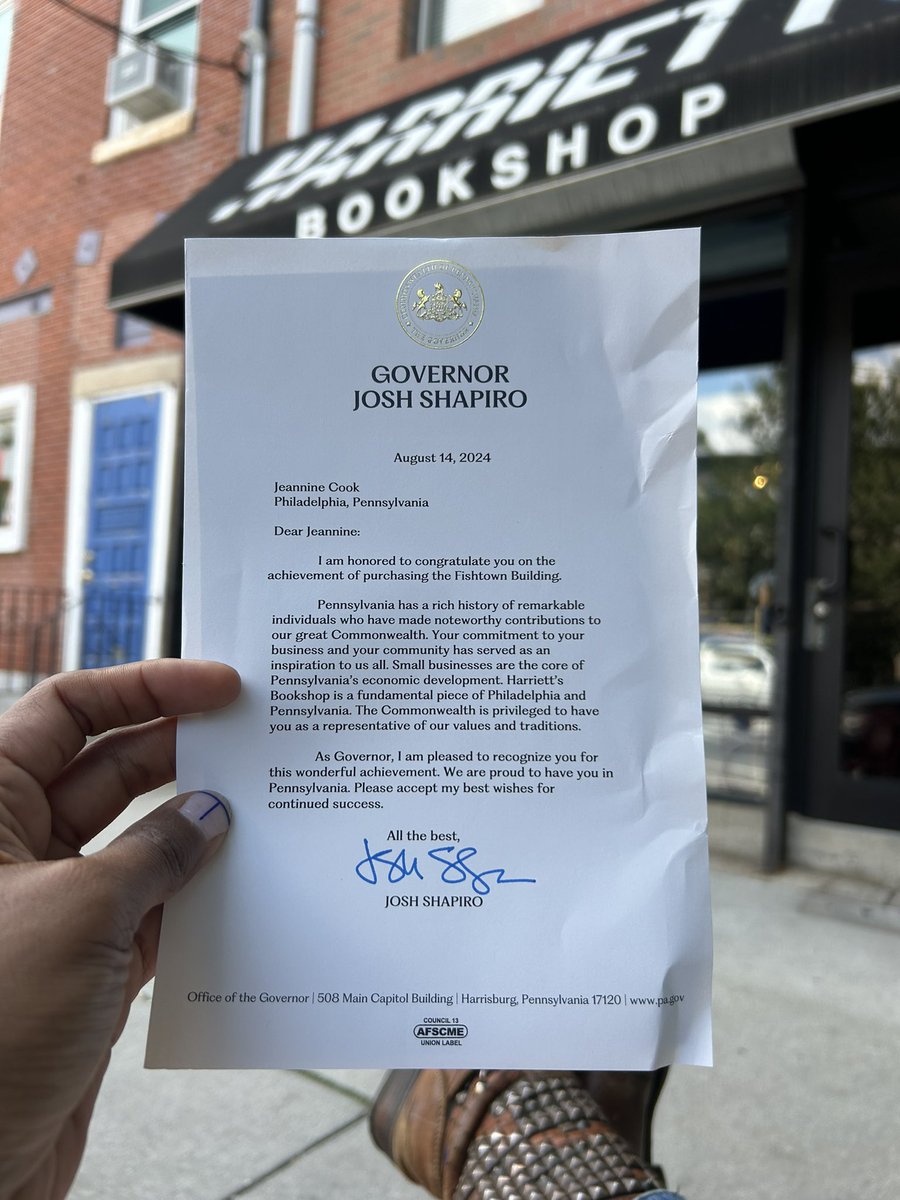 HARRIETT
BOOKSHOP
THE GOVERNOR
GOVERNOR
JOSH SHAPIRO
August 14, 2024
Jeannine Cook
Philadelphia, Pennsylvania
Dear Jeannine:
I am honored to congratulate you on the
achievement of purchasing the Fishtown Building.
Pennsylvania has a rich history of remarkable
individuals who have made noteworthy contributions to
our great Commonwealth. Your commitment to your
business and your community has served as an
inspiration to us all. Small businesses are the core of
Pennsylvania's economic development. Harriett's
Bookshop is a fundamental piece of Philadelphia and
Pennsylvania. The Commonwealth is privileged to have
you as a representative of our values and traditions.
As Governor, I am pleased to recognize you for
this wonderful achievement. We are proud to have you in
Pennsylvania. Please accept my best wishes for
continued success.
All the best,
Josh Shapiro
JOSH SHAPIRO
Office of the Governor | 508 Main Capitol Building | Harrisburg, Pennsylvania 17120 | www.pa.gov
COUNCIL 13
AFSCME
UNION LABEL